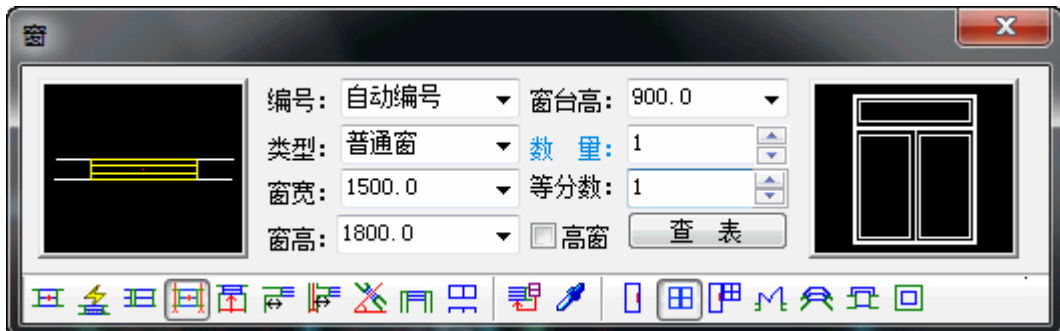 窗
编号： 自动编号 窗台高： 900.0
类型： 普通窗 数 量： 1
窗宽： 1500.0 等分数： 1
窗高： 1800.0 高窗 查 表